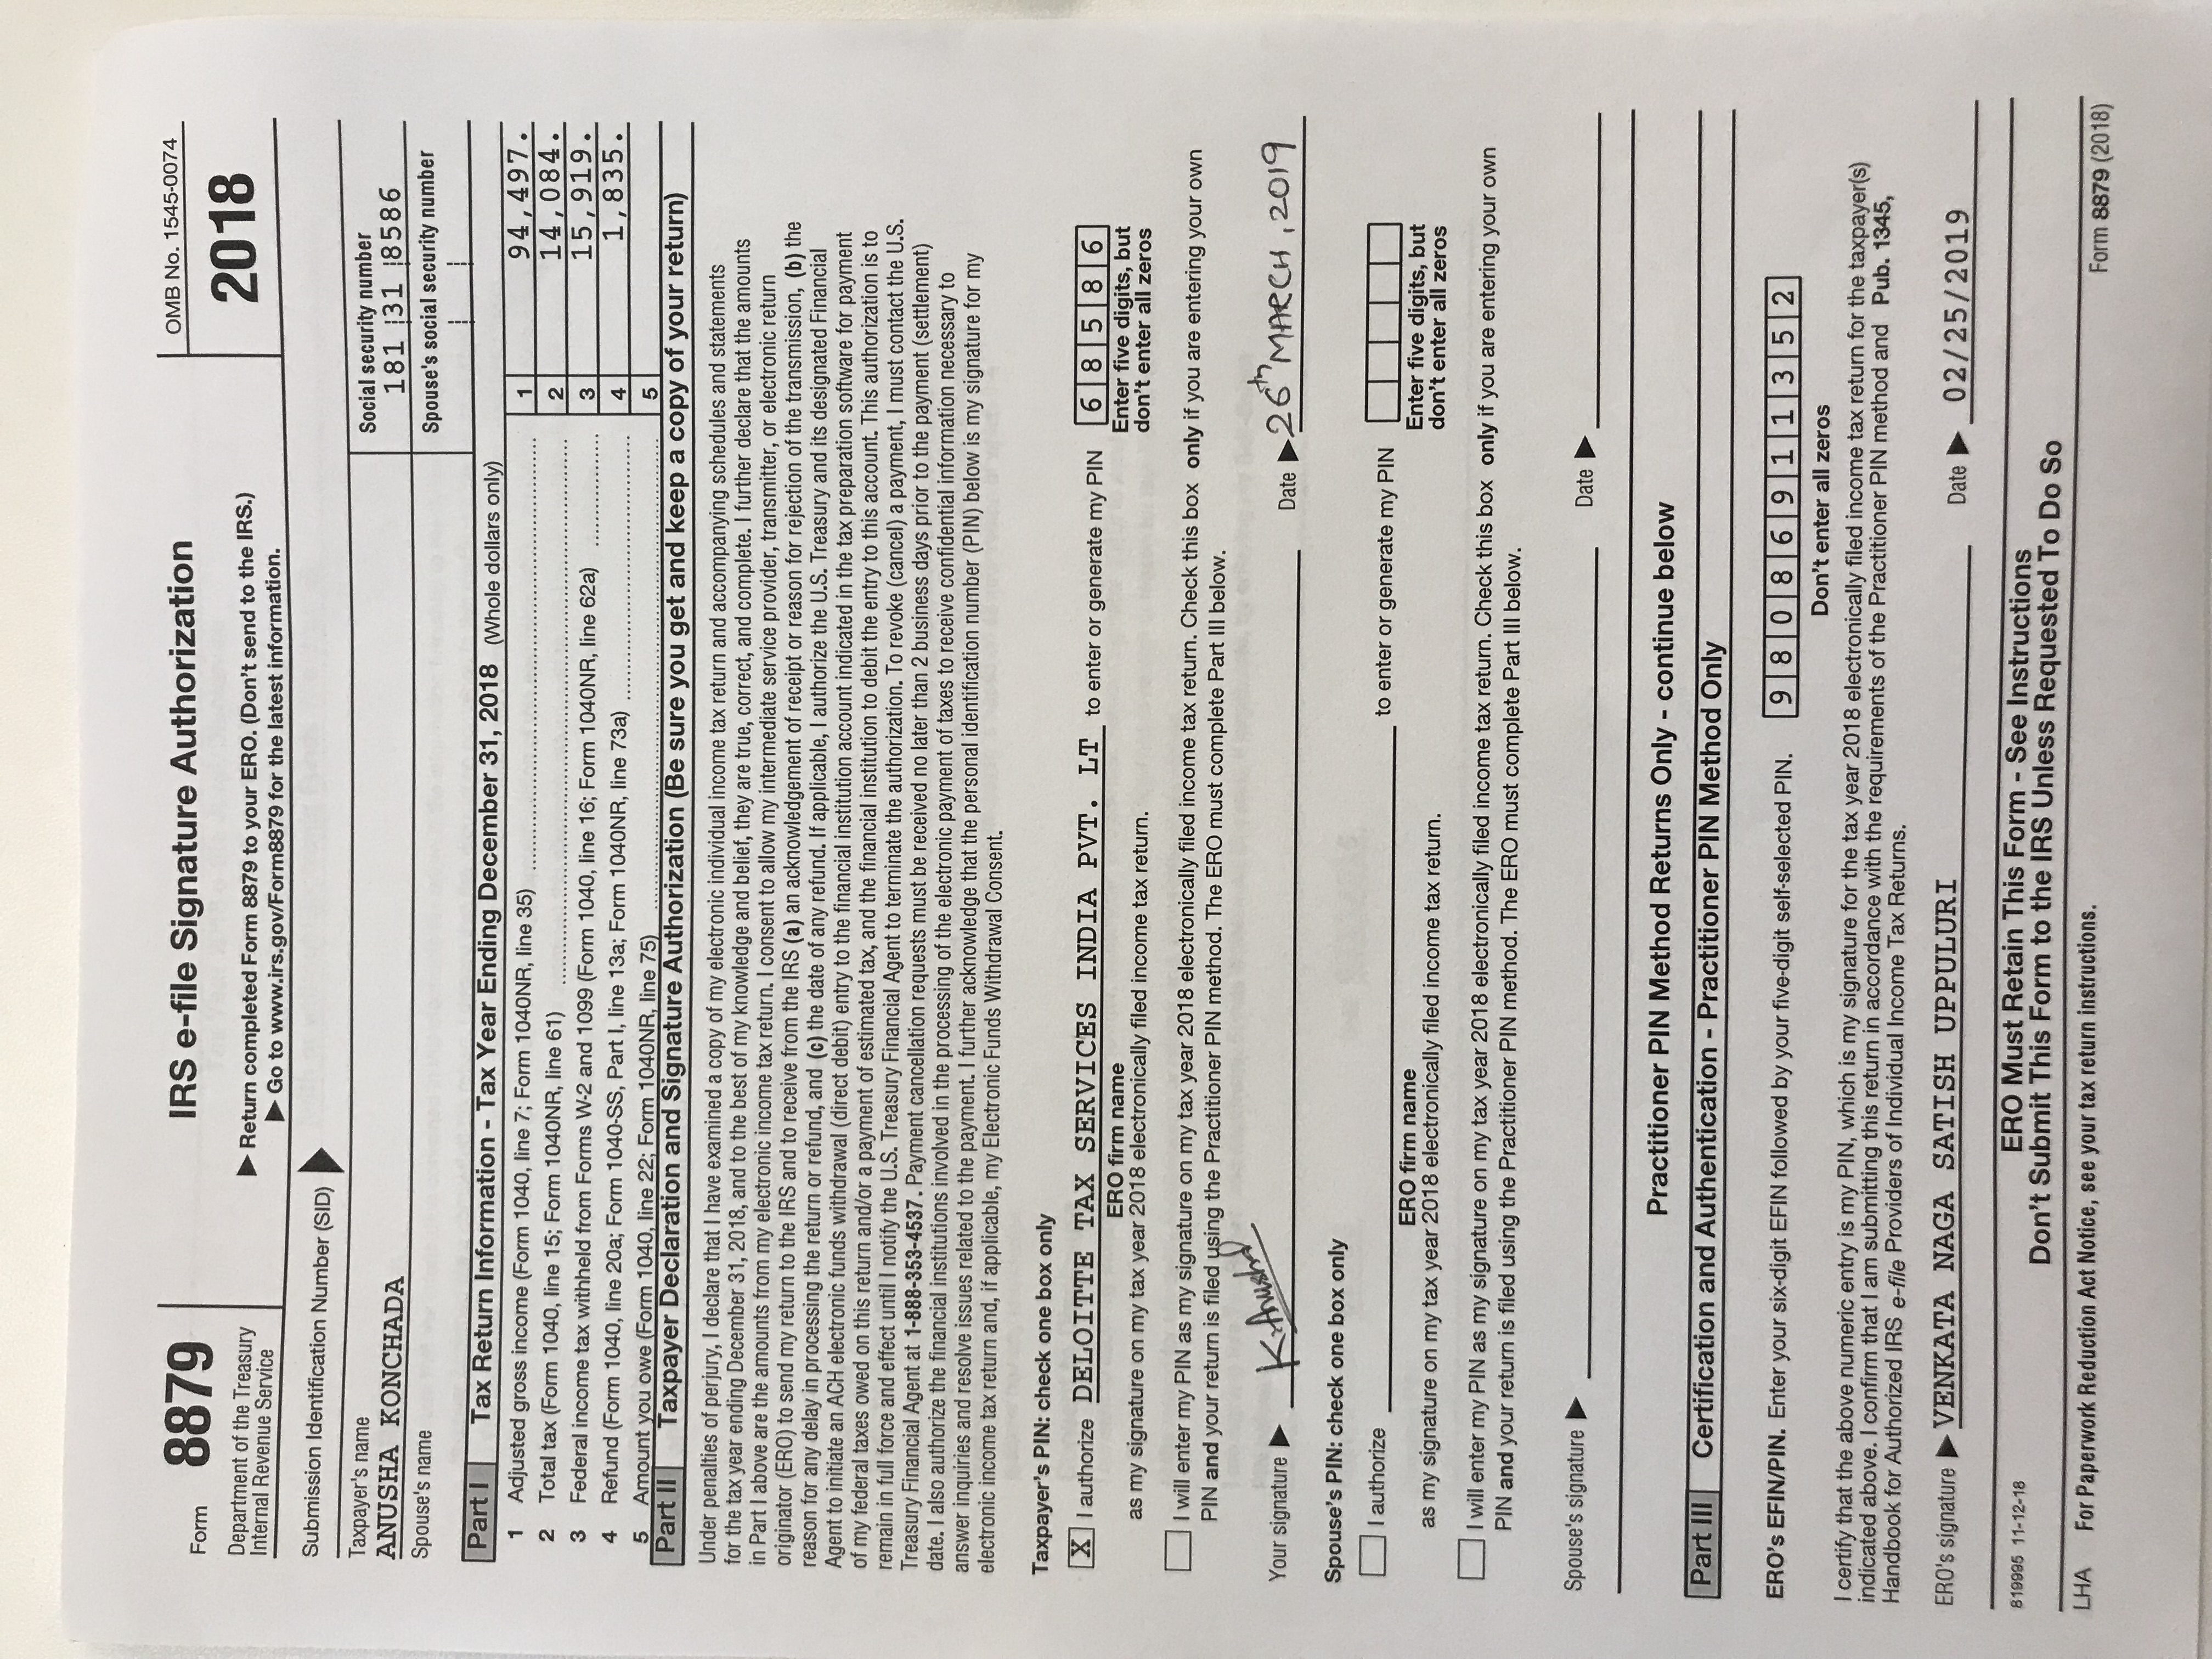 Form 8879
Department of the Treasury
Internal Revenue Service
IRS e-file Signature Authorization
▶ Return completed Form 8879 to your ERO. (Don't send to the IRS.)
▶ Go to www.irs.gov/Form8879 for the latest information.
OMB No. 1545-0074
2018
Submission Identification Number (SID) ▶
Taxpayer's name
ANUSHA KONCHADA
Social security number
181 31 8586
Spouse's name
Spouse's social security number
Part I Tax Return Information - Tax Year Ending December 31, 2018 (Whole dollars only)
1 Adjusted gross income (Form 1040, line 7; Form 1040NR, line 35) 1 94,497.
2 Total tax (Form 1040, line 15; Form 1040NR, line 61) 2 14,084.
3 Federal income tax withheld from Forms W-2 and 1099 (Form 1040, line 16; Form 1040NR, line 62a) 3 15,919.
4 Refund (Form 1040, line 20a; Form 1040-SS, Part I, line 13a; Form 1040NR, line 73a) 4 1,835.
5 Amount you owe (Form 1040, line 22; Form 1040NR, line 75) 5
Part II Taxpayer Declaration and Signature Authorization (Be sure you get and keep a copy of your return)
Under penalties of perjury, I declare that I have examined a copy of my electronic individual income tax return and accompanying schedules and statements
for the tax year ending December 31, 2018, and to the best of my knowledge and belief, they are true, correct, and complete. I further declare that the amounts
in Part I above are the amounts from my electronic income tax return. I consent to allow my intermediate service provider, transmitter, or electronic return
originator (ERO) to send my return to the IRS and to receive from the IRS (a) an acknowledgement of receipt or reason for rejection of the transmission, (b) the
reason for any delay in processing the return or refund, and (c) the date of any refund. If applicable, I authorize the U.S. Treasury and its designated Financial
Agent to initiate an ACH electronic funds withdrawal (direct debit) entry to the financial institution account indicated in the tax preparation software for payment
of my federal taxes owed on this return and/or a payment of estimated tax, and the financial institution to debit the entry to this account. This authorization is to
remain in full force and effect until I notify the U.S. Treasury Financial Agent to terminate the authorization. To revoke (cancel) a payment, I must contact the U.S.
Treasury Financial Agent at 1-888-353-4537. Payment cancellation requests must be received no later than 2 business days prior to the payment (settlement)
date. I also authorize the financial institutions involved in the processing of the electronic payment of taxes to receive confidential information necessary to
answer inquiries and resolve issues related to the payment. I further acknowledge that the personal identification number (PIN) below is my signature for my
electronic income tax return and, if applicable, my Electronic Funds Withdrawal Consent.
Taxpayer's PIN: check one box only
X I authorize DELOITTE TAX SERVICES INDIA PVT. LT to enter or generate my PIN 6 8 5 8 6
ERO firm name
Enter five digits, but
don't enter all zeros
as my signature on my tax year 2018 electronically filed income tax return.
I will enter my PIN as my signature on my tax year 2018 electronically filed income tax return. Check this box only if you are entering your own
PIN and your return is filed using the Practitioner PIN method. The ERO must complete Part III below.
Your signature ▶ K.Anusha Date ▶ 26th MARCH, 2019
Spouse's PIN: check one box only
I authorize to enter or generate my PIN
ERO firm name
Enter five digits, but
don't enter all zeros
as my signature on my tax year 2018 electronically filed income tax return.
I will enter my PIN as my signature on my tax year 2018 electronically filed income tax return. Check this box only if you are entering your own
PIN and your return is filed using the Practitioner PIN method. The ERO must complete Part III below.
Spouse's signature ▶ Date ▶
Practitioner PIN Method Returns Only - continue below
Part III Certification and Authentication - Practitioner PIN Method Only
ERO's EFIN/PIN. Enter your six-digit EFIN followed by your five-digit self-selected PIN. 9 8 0 8 6 9 1 1 3 5 2
Don't enter all zeros
I certify that the above numeric entry is my PIN, which is my signature for the tax year 2018 electronically filed income tax return for the taxpayer(s)
indicated above. I confirm that I am submitting this return in accordance with the requirements of the Practitioner PIN method and Pub. 1345,
Handbook for Authorized IRS e-file Providers of Individual Income Tax Returns.
ERO's signature ▶ VENKATA NAGA SATISH UPPULURI Date ▶ 02/25/2019
819995 11-12-18
ERO Must Retain This Form - See Instructions
Don't Submit This Form to the IRS Unless Requested To Do So
LHA For Paperwork Reduction Act Notice, see your tax return instructions.
Form 8879 (2018)